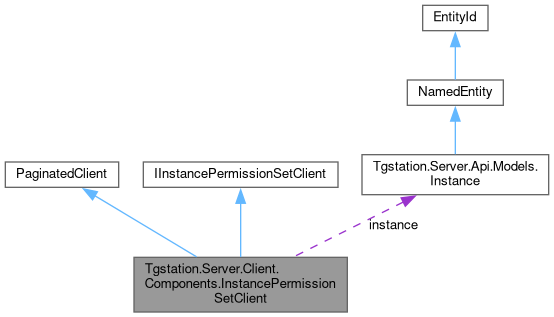 EntityId
NamedEntity
PaginatedClient
IInstancePermissionSetClient
Tgstation.Server.Api.Models.
Instance
instance
Tgstation.Server.Client.
Components.InstancePermission
SetClient